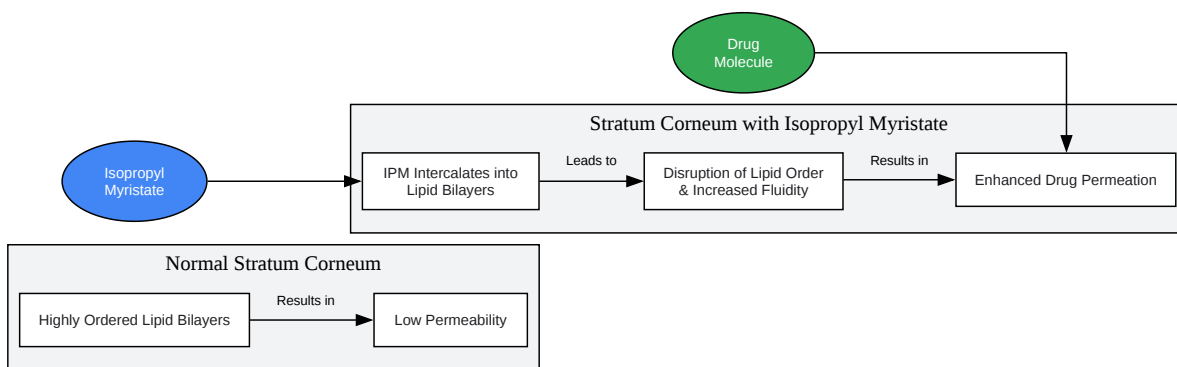 Drug
Molecule
Stratum Corneum with Isopropyl Myristate
Isopropyl
Myristate
IPM Intercalates into
Lipid Bilayers
Leads to
Disruption of Lipid Order
& Increased Fluidity
Results in
Enhanced Drug Permeation
Normal Stratum Corneum
Highly Ordered Lipid Bilayers
Results in
Low Permeability